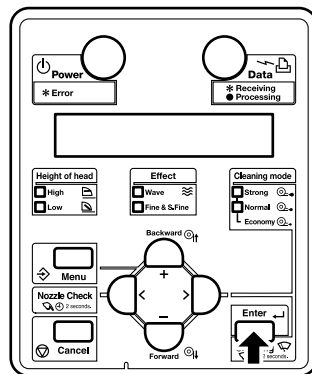 Power
Data
* Error
* Receiving
● Processing
Height of head
High
Low
Effect
Wave
Fine & S.Fine
Cleaning mode
Strong
Normal
Economy
Backward
Menu
+
< >
−
Nozzle Check
2 seconds.
Enter
Cancel
Forward
2 seconds.